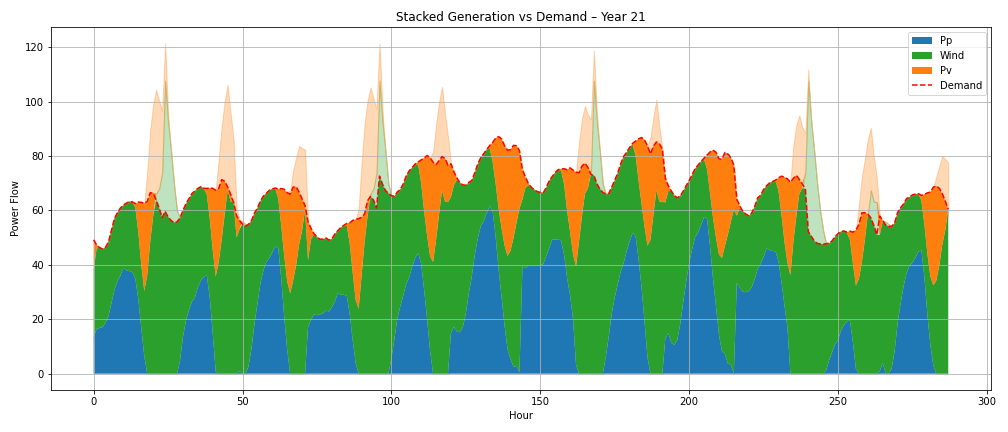 Stacked Generation vs Demand – Year 21
Power Flow
120
100
80
60
40
20
0
0 50 100 150 200 250 300
Hour
Pp
Wind
Pv
Demand